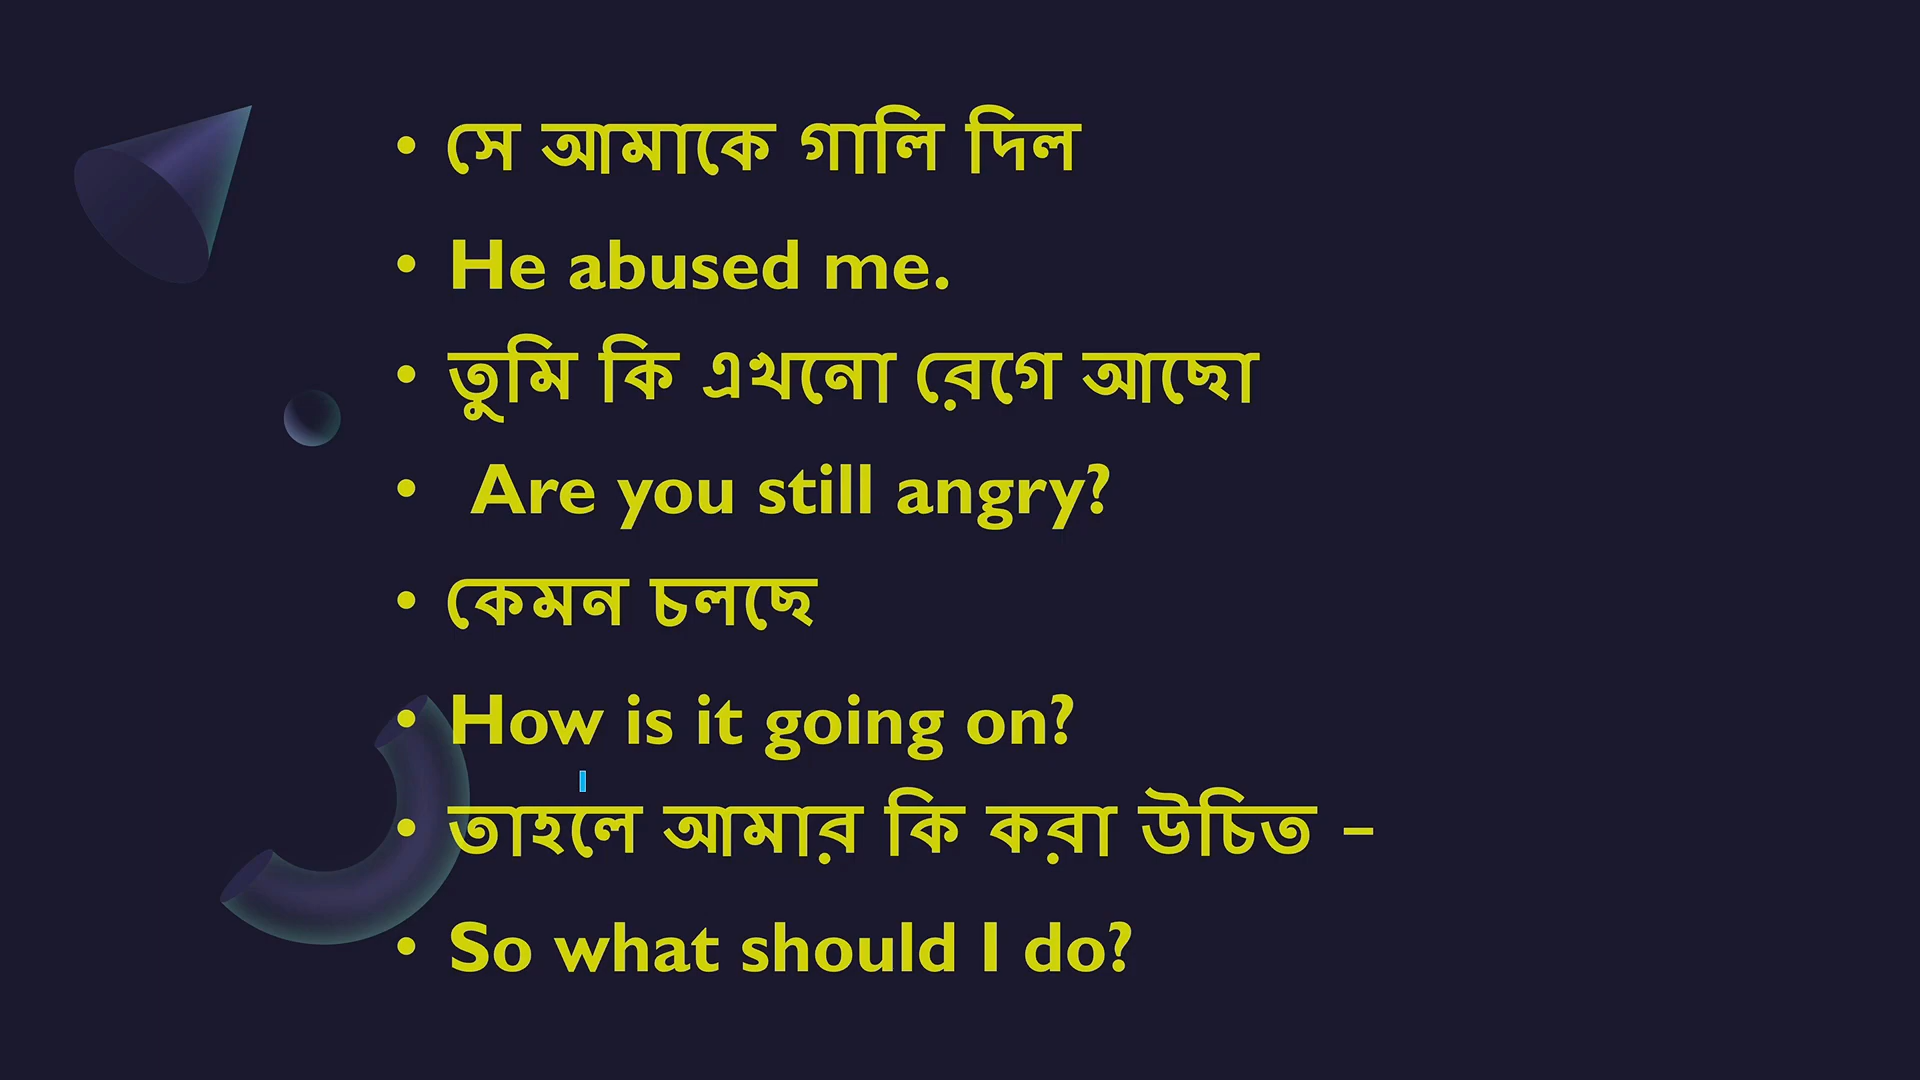 • সে আমাকে গালি দিল
• He abused me.
• তুমি কি এখনো রেগে আছো
• Are you still angry?
• কেমন চলছে
• How is it going on?
• তাহলে আমার কি করা উচিত –
• So what should I do?